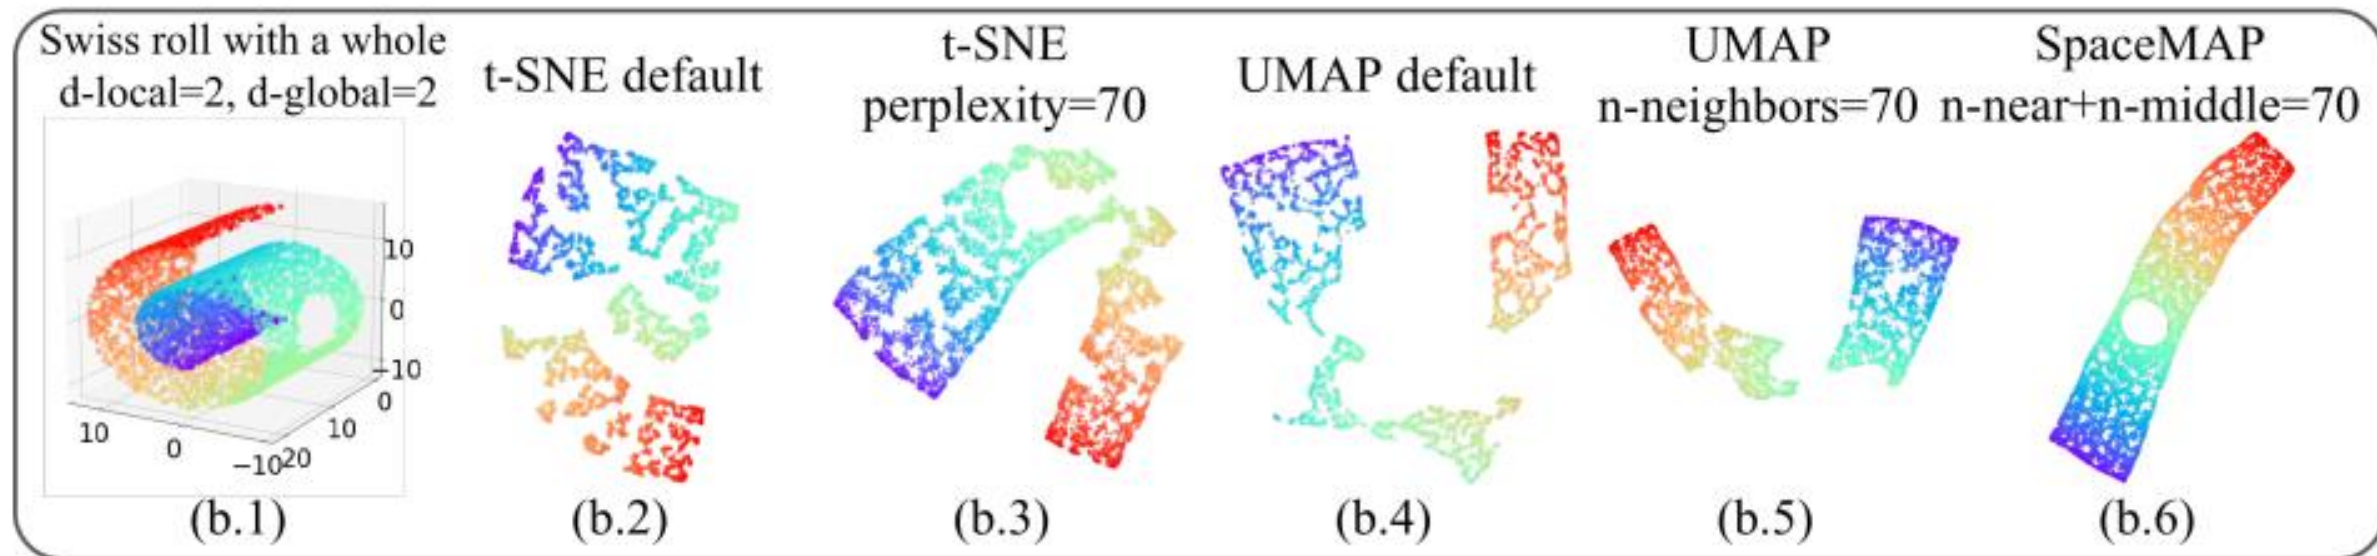 Swiss roll with a whole
d-local=2, d-global=2
t-SNE default
t-SNE
perplexity=70
UMAP default
UMAP
n-neighbors=70
SpaceMAP
n-near+n-middle=70
10
0
−10
0
10
20
10
0
−10
(b.1)
(b.2)
(b.3)
(b.4)
(b.5)
(b.6)